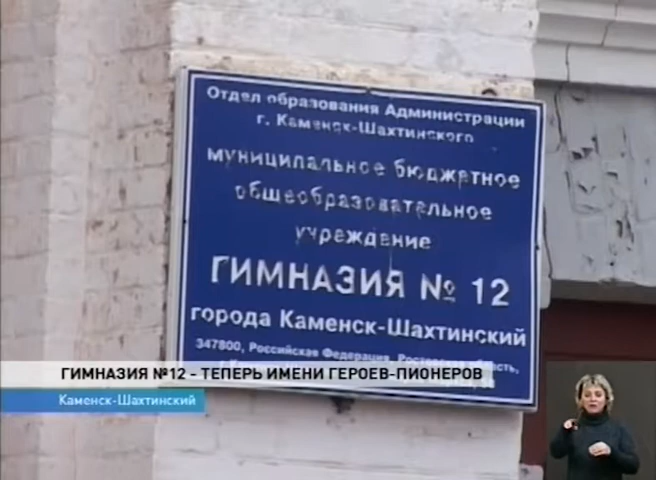 Отдел образования Администрации
г. Каменск-Шахтинского
муниципальное бюджетное
общеобразовательное
учреждение
ГИМНАЗИЯ № 12
города Каменск-Шахтинский
347800, Российская Федерация, Ростовская область,
ГИМНАЗИЯ №12 - ТЕПЕРЬ ИМЕНИ ГЕРОЕВ-ПИОНЕРОВ
Каменск-Шахтинский